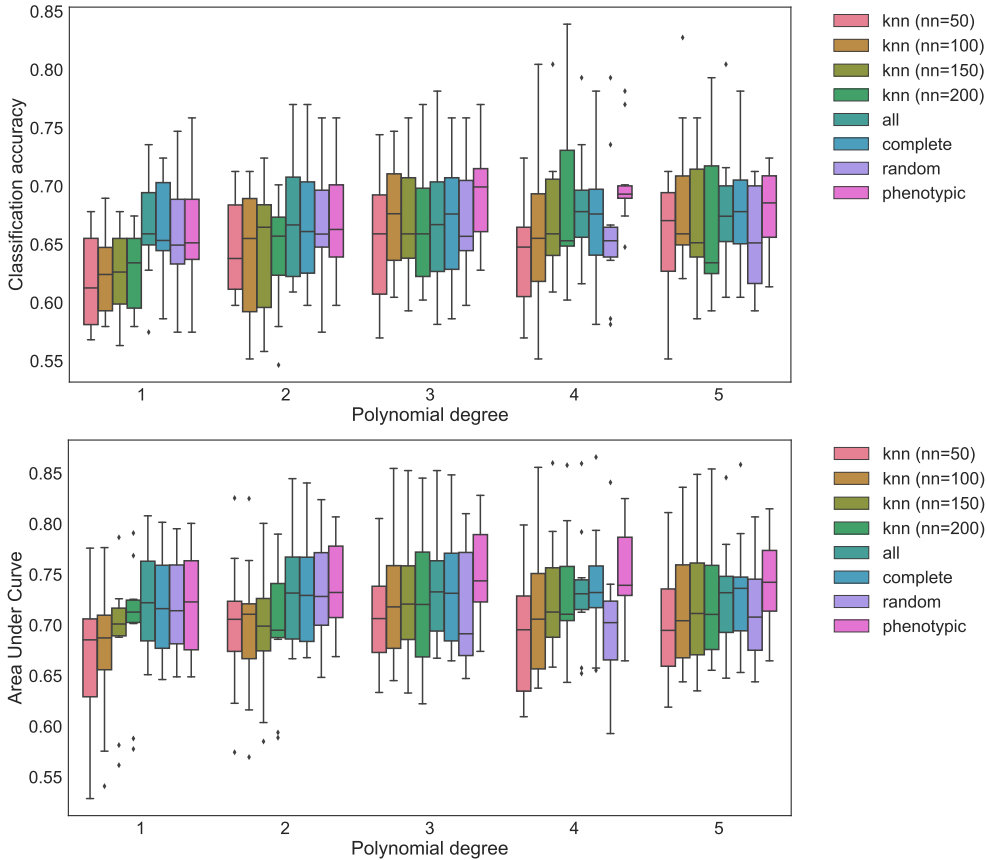 0.85
0.80
0.75
0.70
0.65
0.60
0.55
Classification accuracy
1 2 3 4 5
Polynomial degree
knn (nn=50)
knn (nn=100)
knn (nn=150)
knn (nn=200)
all
complete
random
phenotypic
0.85
0.80
0.75
0.70
0.65
0.60
0.55
Area Under Curve
1 2 3 4 5
Polynomial degree
knn (nn=50)
knn (nn=100)
knn (nn=150)
knn (nn=200)
all
complete
random
phenotypic